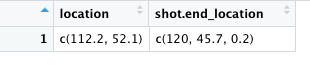 location shot.end_location
1 c(112.2, 52.1) c(120, 45.7, 0.2)